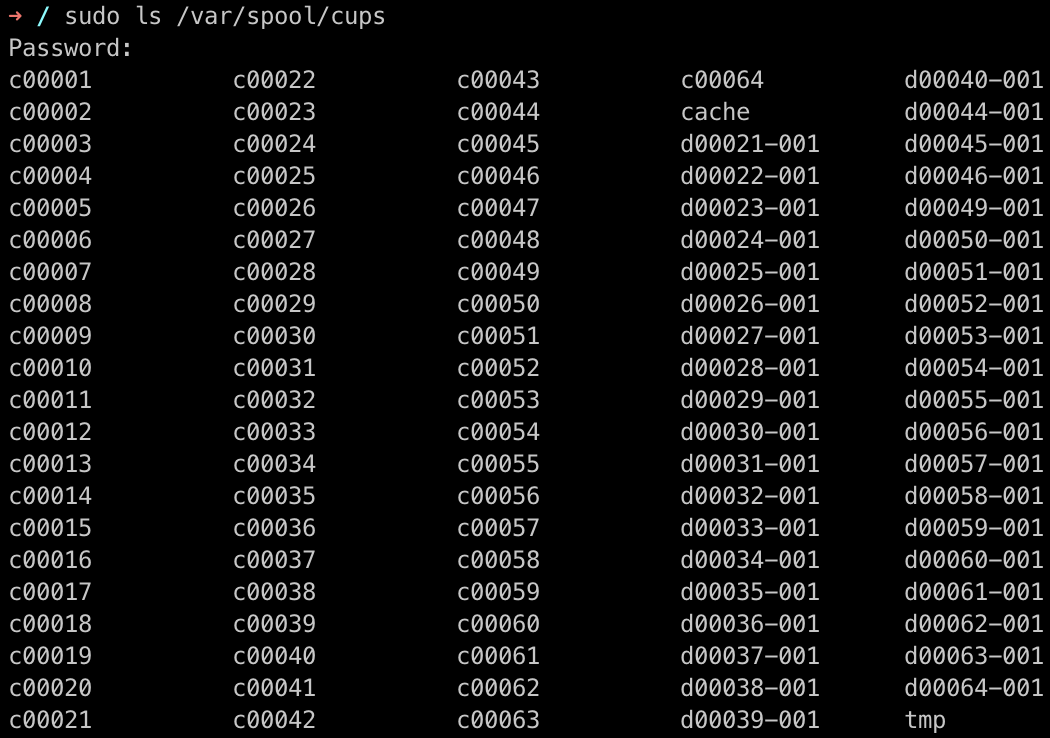 ➜ / sudo ls /var/spool/cups
Password:
c00001 c00022 c00043 c00064 d00040-001
c00002 c00023 c00044 cache d00044-001
c00003 c00024 c00045 d00021-001 d00045-001
c00004 c00025 c00046 d00022-001 d00046-001
c00005 c00026 c00047 d00023-001 d00049-001
c00006 c00027 c00048 d00024-001 d00050-001
c00007 c00028 c00049 d00025-001 d00051-001
c00008 c00029 c00050 d00026-001 d00052-001
c00009 c00030 c00051 d00027-001 d00053-001
c00010 c00031 c00052 d00028-001 d00054-001
c00011 c00032 c00053 d00029-001 d00055-001
c00012 c00033 c00054 d00030-001 d00056-001
c00013 c00034 c00055 d00031-001 d00057-001
c00014 c00035 c00056 d00032-001 d00058-001
c00015 c00036 c00057 d00033-001 d00059-001
c00016 c00037 c00058 d00034-001 d00060-001
c00017 c00038 c00059 d00035-001 d00061-001
c00018 c00039 c00060 d00036-001 d00062-001
c00019 c00040 c00061 d00037-001 d00063-001
c00020 c00041 c00062 d00038-001 d00064-001
c00021 c00042 c00063 d00039-001 tmp